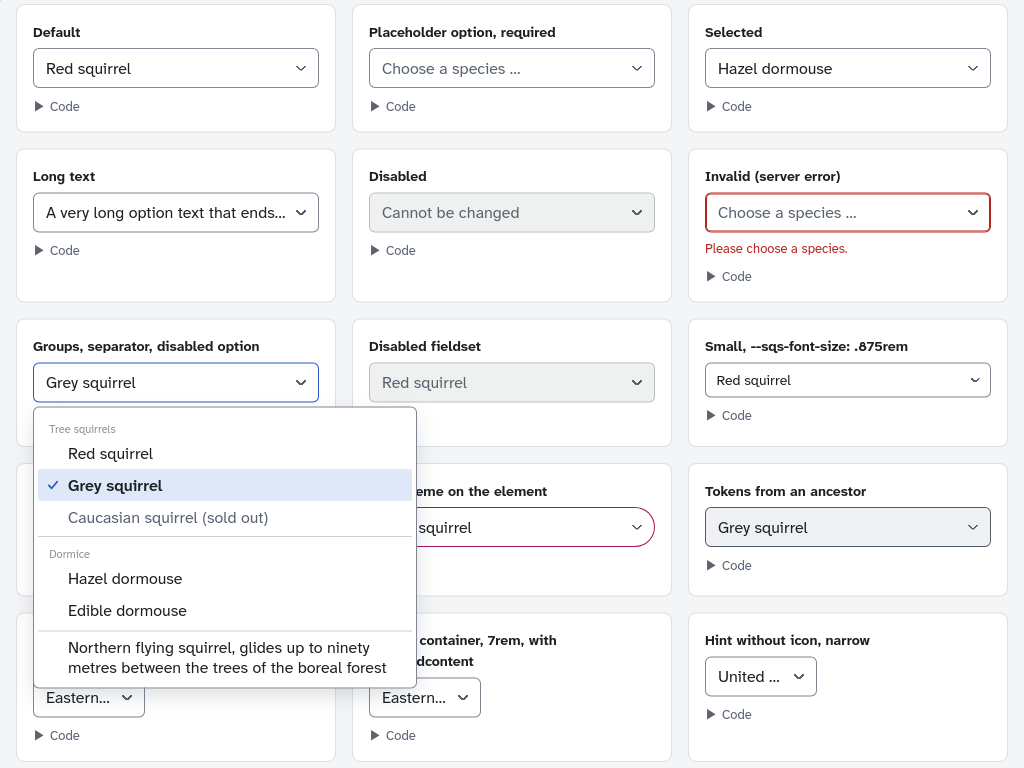 Default
Red squirrel
Code
Placeholder option, required
Choose a species ...
Code
Selected
Hazel dormouse
Code
Long text
A very long option text that ends...
Code
Disabled
Cannot be changed
Code
Invalid (server error)
Choose a species ...
Please choose a species.
Code
Groups, separator, disabled option
Grey squirrel
Tree squirrels
Red squirrel
Grey squirrel
Caucasian squirrel (sold out)
Dormice
Hazel dormouse
Edible dormouse
Northern flying squirrel, glides up to ninety
metres between the trees of the boreal forest
Disabled fieldset
Red squirrel
Small, --sqs-font-size: .875rem
Red squirrel
Code
on the element
squirrel
Tokens from an ancestor
Grey squirrel
Code
Eastern...
Code
container, 7rem, with
Eastern...
Code
Hint without icon, narrow
United ...
Code